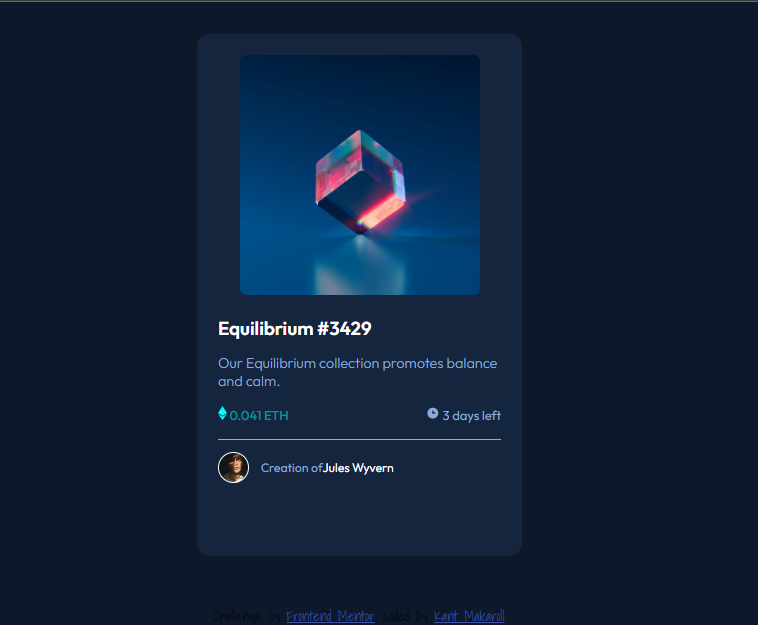 Equilibrium #3429
Our Equilibrium collection promotes balance
and calm.
0.041 ETH 3 days left
Creation ofJules Wyvern
Challenge by Frontend Mentor. Coded by Kant Makaroll